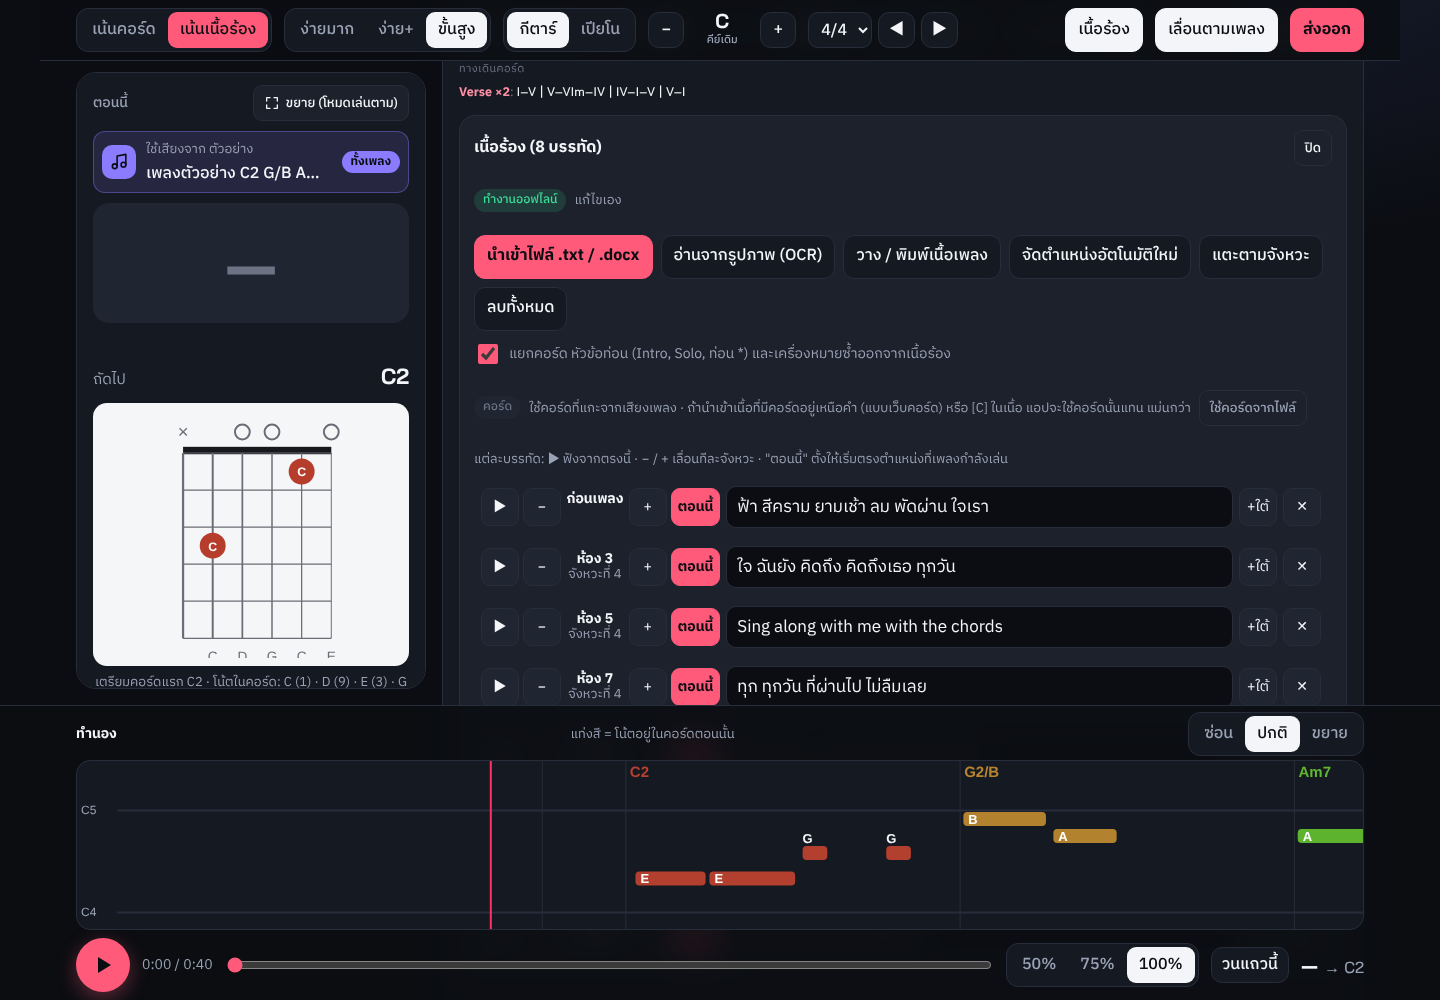 เน้นคอร์ด เน้นเนื้อร้อง ง่ายมาก ง่าย+ ขั้นสูง กีตาร์ เปียโน − C + 4/4 ◀ ▶ เนื้อร้อง เลื่อนตามเพลง ส่งออก
คีย์เดิม
ตอนนี้ ขยาย (โหมดเล่นตาม)
ใช้เสียงจาก ตัวอย่าง
เพลงตัวอย่าง C2 G/B A... ทั้งเพลง
—
ถัดไป C2
× C
C
C D G C E
เตรียมคอร์ดแรก C2 · โน้ตในคอร์ด: C (1) · D (9) · E (3) · G
ทางเดินคอร์ด
Verse ×2: I–V | V–VIm–IV | IV–I–V | V–I
เนื้อร้อง (8 บรรทัด) ปิด
ทำงานออฟไลน์ แก้ไขเอง
นำเข้าไฟล์ .txt / .docx อ่านจากรูปภาพ (OCR) วาง / พิมพ์เนื้อเพลง จัดตำแหน่งอัตโนมัติใหม่ แตะตามจังหวะ
ลบทั้งหมด
แยกคอร์ด หัวข้อท่อน (Intro, Solo, ท่อน *) และเครื่องหมายซ้ำออกจากเนื้อร้อง
คอร์ด ใช้คอร์ดที่แกะจากเสียงเพลง · ถ้านำเข้าเนื้อที่มีคอร์ดอยู่เหนือคำ (แบบเว็บคอร์ด) หรือ [C] ในเนื้อ แอปจะใช้คอร์ดนั้นแทน แม่นกว่า ใช้คอร์ดจากไฟล์
แต่ละบรรทัด: ▶ ฟังจากตรงนี้ · − / + เลื่อนทีละจังหวะ · "ตอนนี้" ตั้งให้เริ่มตรงตำแหน่งที่เพลงกำลังเล่น
▶ − ก่อนเพลง + ตอนนี้ ฟ้า สีคราม ยามเช้า ลม พัดผ่าน ใจเรา +ใต้ ✕
▶ − ห้อง 3 + ตอนนี้ ใจ ฉันยัง คิดถึง คิดถึงเธอ ทุกวัน +ใต้ ✕
จังหวะที่ 4
▶ − ห้อง 5 + ตอนนี้ Sing along with me with the chords +ใต้ ✕
จังหวะที่ 4
▶ − ห้อง 7 + ตอนนี้ ทุก ทุกวัน ที่ผ่านไป ไม่ลืมเลย +ใต้ ✕
จังหวะที่ 4
ทำนอง แท่งสี = โน้ตอยู่ในคอร์ดตอนนั้น ซ่อน ปกติ ขยาย
C2 G2/B Am7
C5
B
G G A A
E E
C4
0:00 / 0:40 50% 75% 100% วนแถวนี้ — → C2